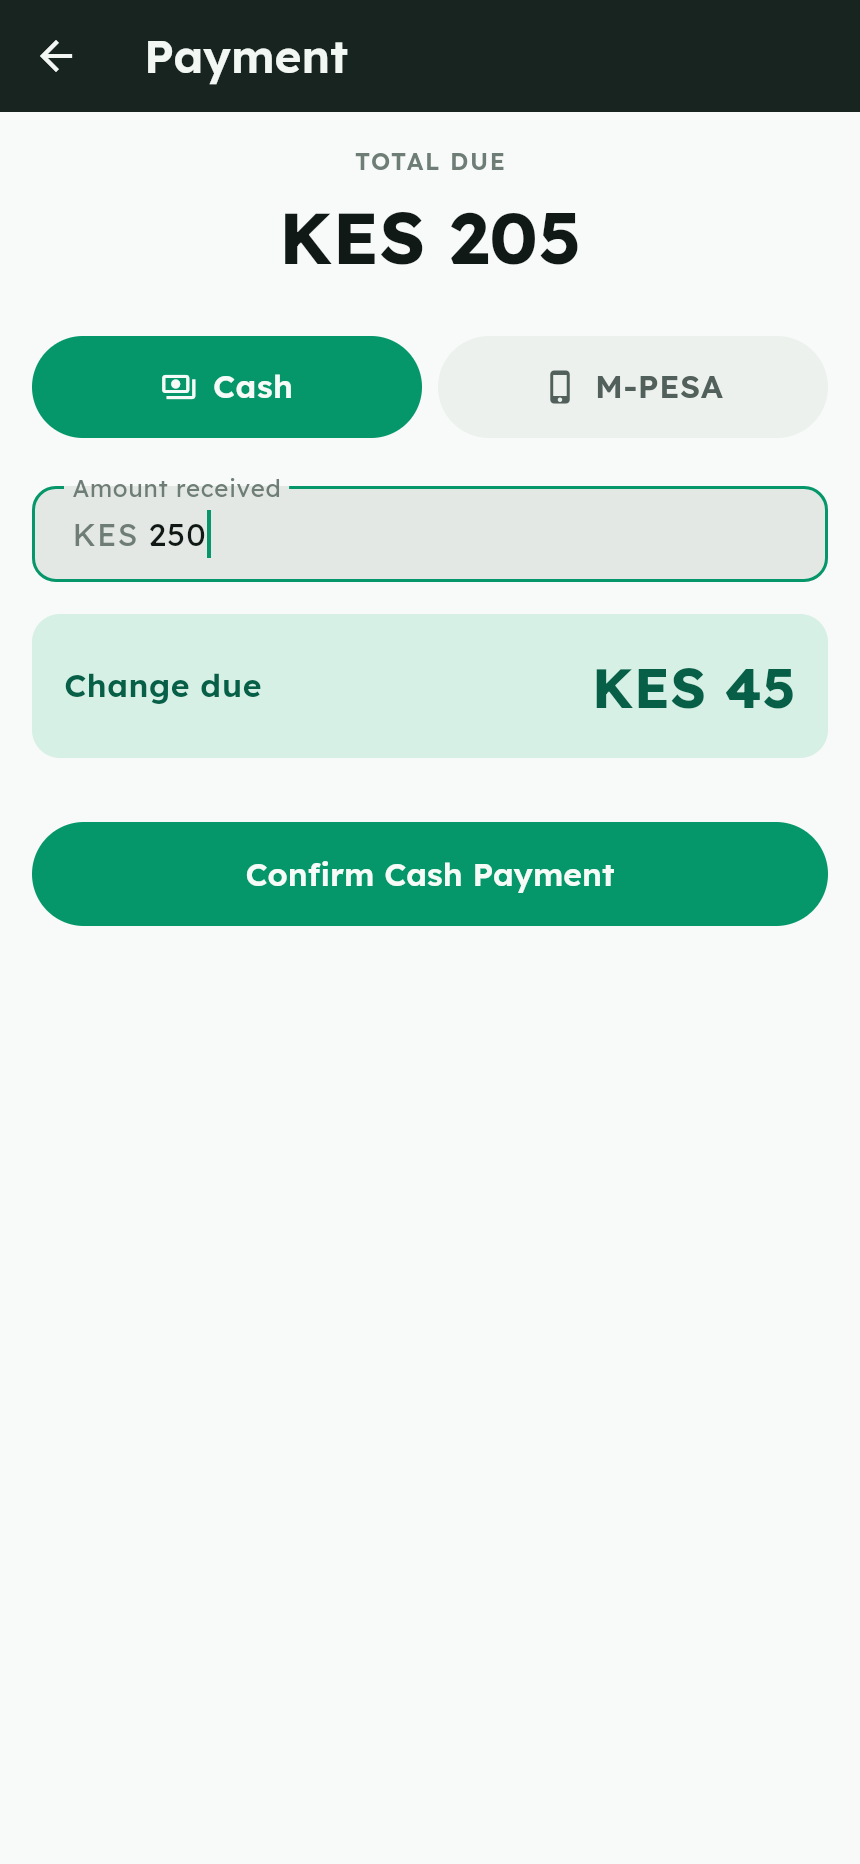 Payment
TOTAL DUE
KES 205
Cash
M-PESA
Amount received
KES 250
Change due
KES 45
Confirm Cash Payment